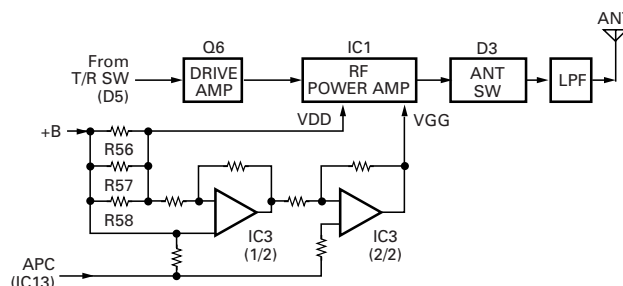 ANT
Q6
IC1
D3
From
T/R SW
(D5)
DRIVE
AMP
RF
POWER AMP
ANT
SW
LPF
+B
VDD
VGG
R56
R57
R58
IC3
(1/2)
IC3
(2/2)
APC
(IC13)